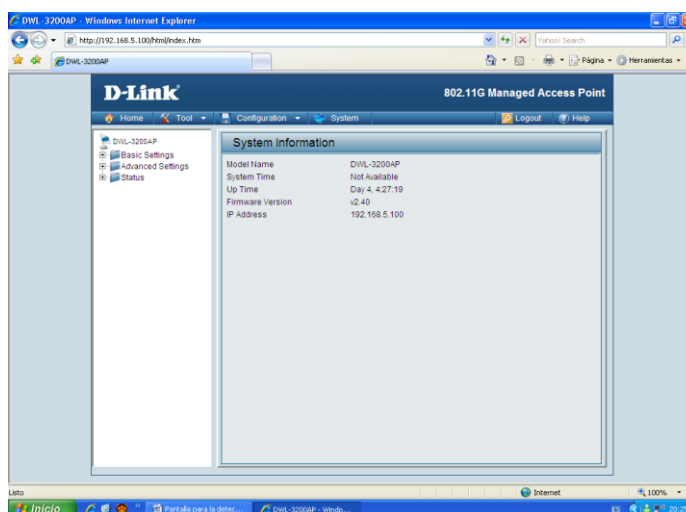 DWL-3200AP - Windows Internet Explorer
http://192.168.5.100/html/index.htm
Yahoo! Search
DWL-3200AP
Página
Herramientas
D-Link
802.11G Managed Access Point
Home
Tool
Configuration
System
Logout
Help
DWL-3200AP
Basic Settings
Advanced Settings
Status
System Information
Model Name DWL-3200AP
System Time Not Available
Up Time Day 4, 4:27:19
Firmware Version v2.40
IP Address 192.168.5.100
Listo
Internet
100%
Inicio
Pantalla para la detec...
DWL-3200AP - Windo...
ES